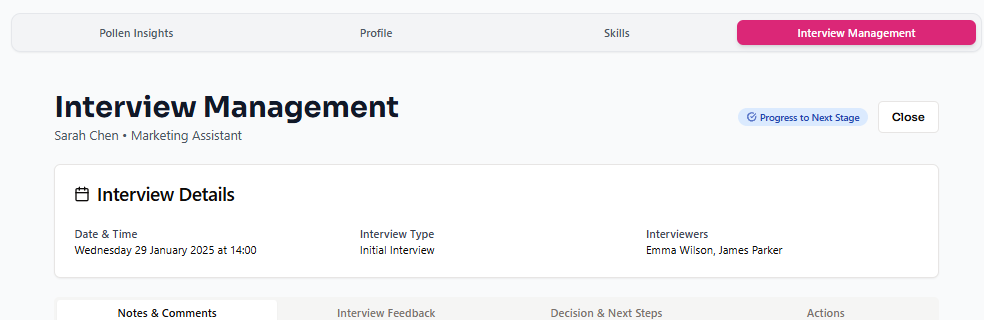 Pollen Insights Profile Skills Interview Management
Interview Management
Sarah Chen • Marketing Assistant
Progress to Next Stage Close
Interview Details
Date & Time Interview Type Interviewers
Wednesday 29 January 2025 at 14:00 Initial Interview Emma Wilson, James Parker
Notes & Comments Interview Feedback Decision & Next Steps Actions